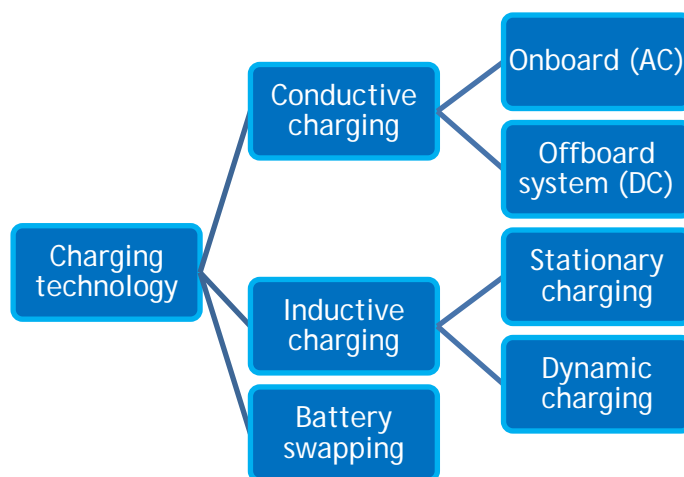 Charging
technology
Conductive
charging
Onboard (AC)
Offboard
system (DC)
Inductive
charging
Stationary
charging
Dynamic
charging
Battery
swapping